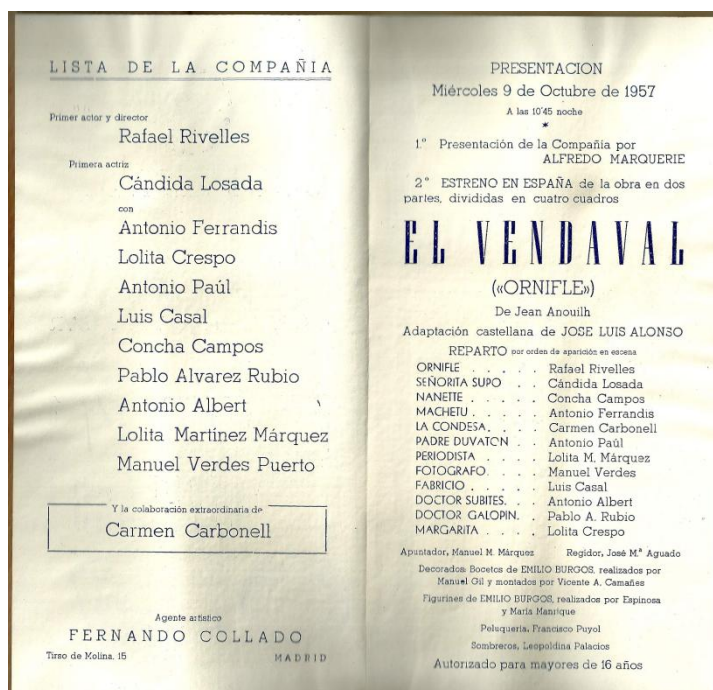 LISTA DE LA COMPAÑIA
Primer actor y director
Rafael Rivelles
Primera actriz
Cándida Losada
con
Antonio Ferrandis
Lolita Crespo
Antonio Paúl
Luis Casal
Concha Campos
Pablo Alvarez Rubio
Antonio Albert
Lolita Martínez Márquez
Manuel Verdes Puerto
Y la colaboración extraordinaria de
Carmen Carbonell
Agente artístico
FERNANDO COLLADO
Tirso de Molina, 15 MADRID
PRESENTACION
Miércoles 9 de Octubre de 1957
A las 10'45 noche
*
1.º Presentación de la Compañía por
ALFREDO MARQUERIE
2º ESTRENO EN ESPAÑA de la obra en dos
partes, divididas en cuatro cuadros
EL VENDAVAL
(«ORNIFLE»)
De Jean Anouilh
Adaptación castellana de JOSE LUIS ALONSO
REPARTO por orden de aparición en escena
ORNIFLE . . . . . Rafael Rivelles
SEÑORITA SUPO . . Cándida Losada
NANETTE . . . . . Concha Campos
MACHETU . . . . . Antonio Ferrandis
LA CONDESA. . . . Carmen Carbonell
PADRE DUVATON . . Antonio Paúl
PERIODISTA . . . . Lolita M. Márquez
FOTOGRAFO. . . . Manuel Verdes
FABRICIO . . . . . Luis Casal
DOCTOR SUBITES. . . Antonio Albert
DOCTOR GALOPIN. . Pablo A. Rubio
MARGARITA . . . . Lolita Crespo
Apuntador, Manuel M. Márquez Regidor, José M.ª Aguado
Decorados: Bocetos de EMILIO BURGOS, realizados por
Manuel Gil y montados por Vicente A. Camañes
Figurines de EMILIO BURGOS, realizados por Espinosa
y María Manrique
Peluquería, Francisco Puyol
Sombreros, Leopoldina Palacios
Autorizado para mayores de 16 años